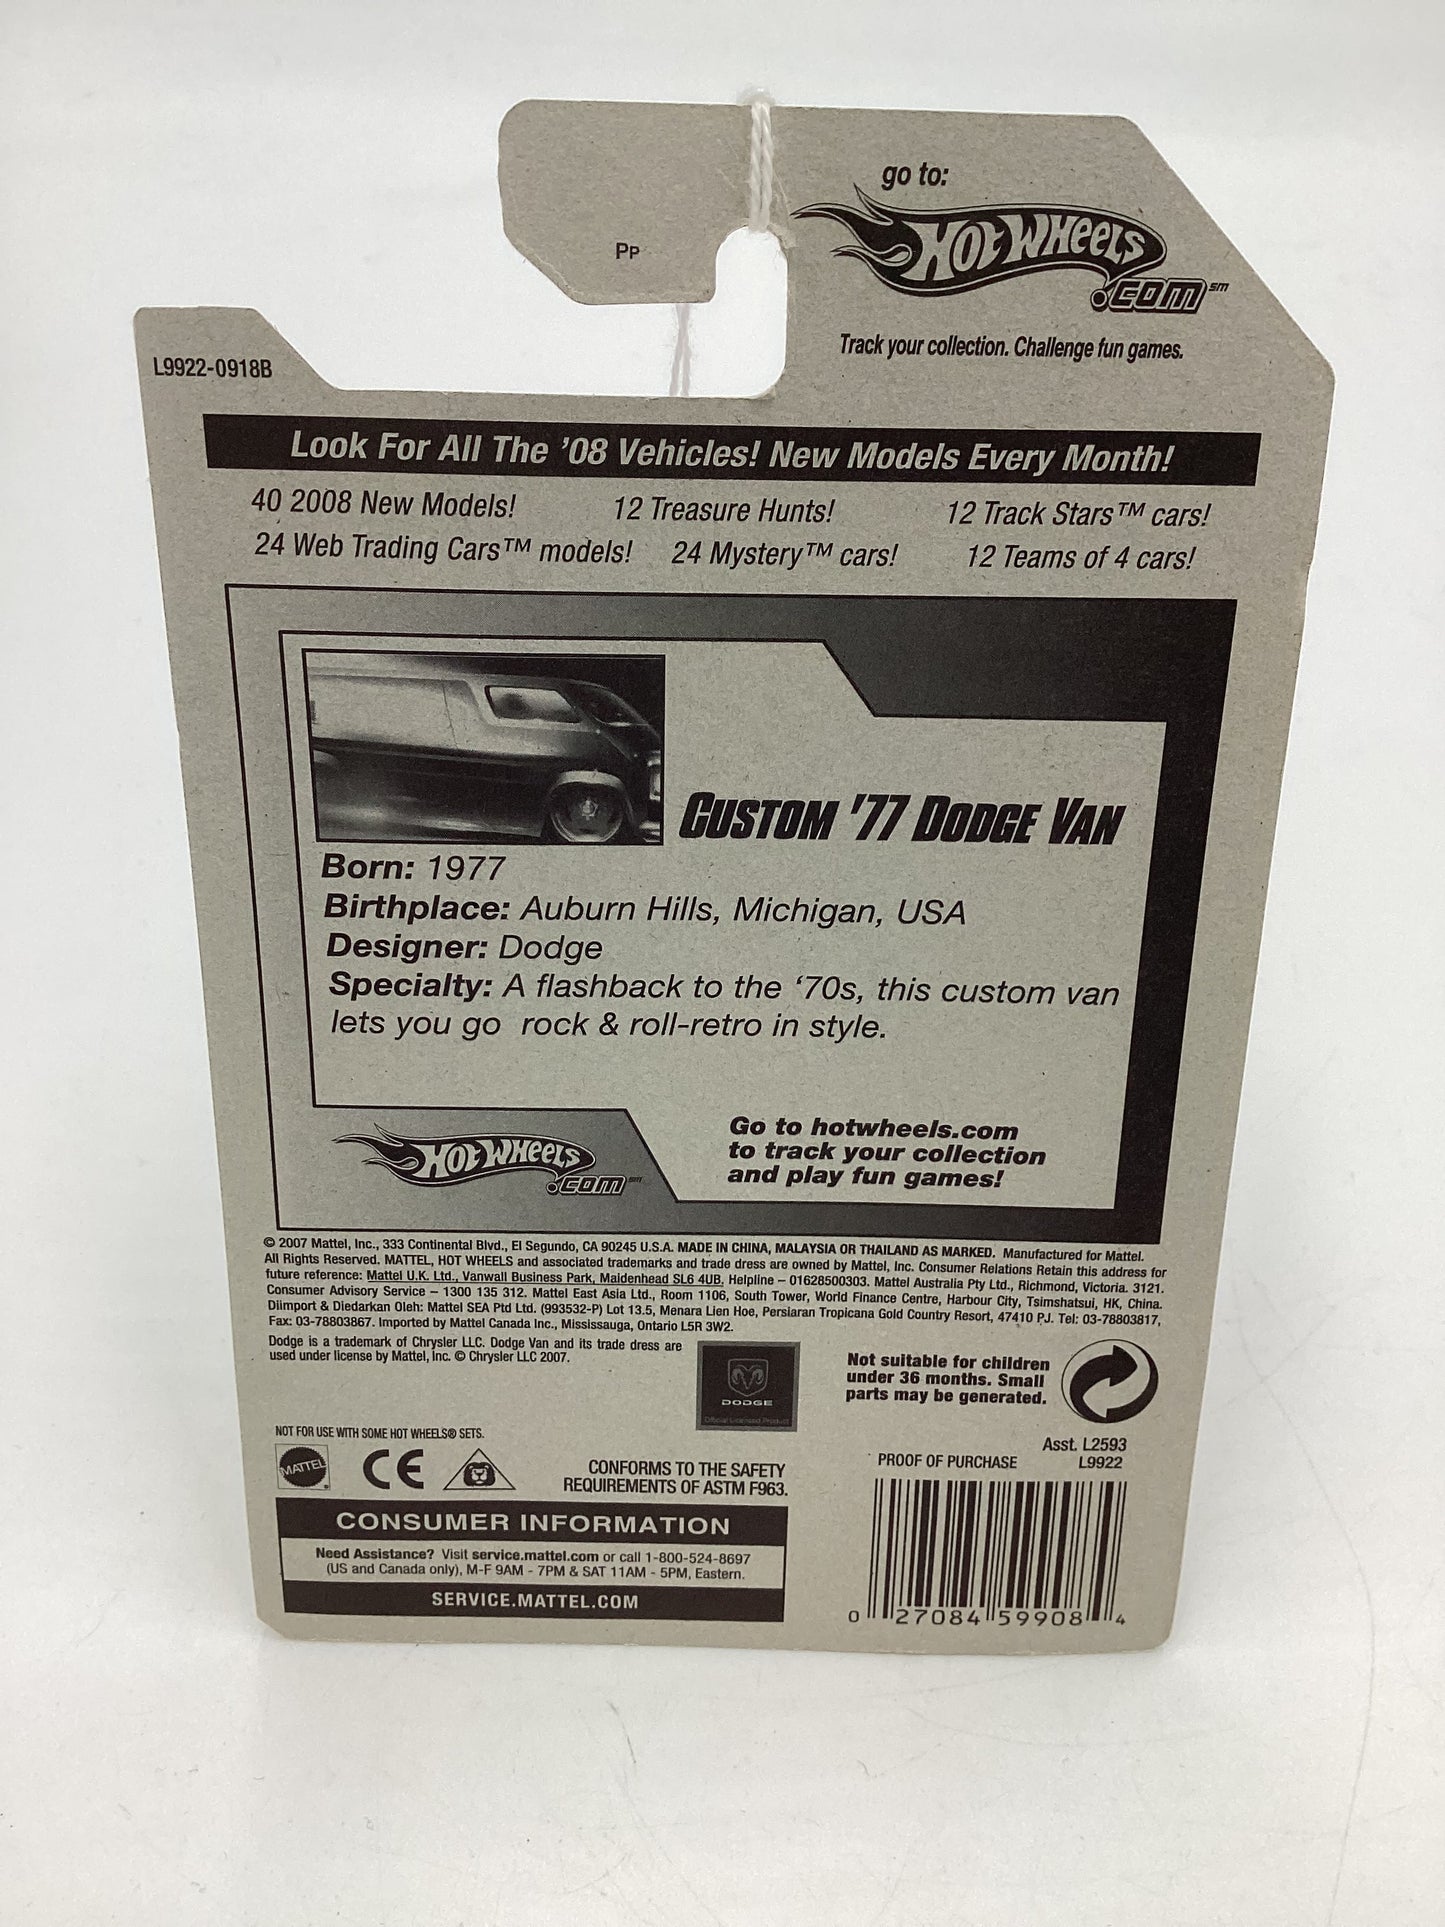 Pp
go to:
Hot Wheels
.com SM
Track your collection. Challenge fun games.
L9922-0918B
Look For All The '08 Vehicles! New Models Every Month!
40 2008 New Models! 12 Treasure Hunts! 12 Track Stars™ cars!
24 Web Trading Cars™ models! 24 Mystery™ cars! 12 Teams of 4 cars!
Custom '77 Dodge Van
Born: 1977
Birthplace: Auburn Hills, Michigan, USA
Designer: Dodge
Specialty: A flashback to the '70s, this custom van
lets you go rock & roll-retro in style.
Hot Wheels
.com
Go to hotwheels.com
to track your collection
and play fun games!
© 2007 Mattel, Inc., 333 Continental Blvd., El Segundo, CA 90245 U.S.A. MADE IN CHINA, MALAYSIA OR THAILAND AS MARKED. Manufactured for Mattel.
All Rights Reserved. MATTEL, HOT WHEELS and associated trademarks and trade dress are owned by Mattel, Inc. Consumer Relations Retain this address for
future reference: Mattel U.K. Ltd., Vanwall Business Park, Maidenhead SL6 4UB. Helpline – 01628500303. Mattel Australia Pty Ltd., Richmond, Victoria. 3121.
Consumer Advisory Service – 1300 135 312. Mattel East Asia Ltd., Room 1106, South Tower, World Finance Centre, Harbour City, Tsimshatsui, HK, China.
Diimport & Diedarkan Oleh: Mattel SEA Ptd Ltd. (993532-P) Lot 13.5, Menara Lien Hoe, Persiaran Tropicana Gold Country Resort, 47410 PJ. Tel: 03-78803817,
Fax: 03-78803867. Imported by Mattel Canada Inc., Mississauga, Ontario L5R 3W2.
Dodge is a trademark of Chrysler LLC. Dodge Van and its trade dress are
used under license by Mattel, Inc. © Chrysler LLC 2007.
DODGE
Official Licensed Product
Not suitable for children
under 36 months. Small
parts may be generated.
NOT FOR USE WITH SOME HOT WHEELS® SETS.
MATTEL
CE
CONFORMS TO THE SAFETY
REQUIREMENTS OF ASTM F963.
Asst. L2593
PROOF OF PURCHASE L9922
CONSUMER INFORMATION
Need Assistance? Visit service.mattel.com or call 1-800-524-8697
(US and Canada only), M-F 9AM - 7PM & SAT 11AM - 5PM, Eastern.
SERVICE.MATTEL.COM
0 27084 59908 4